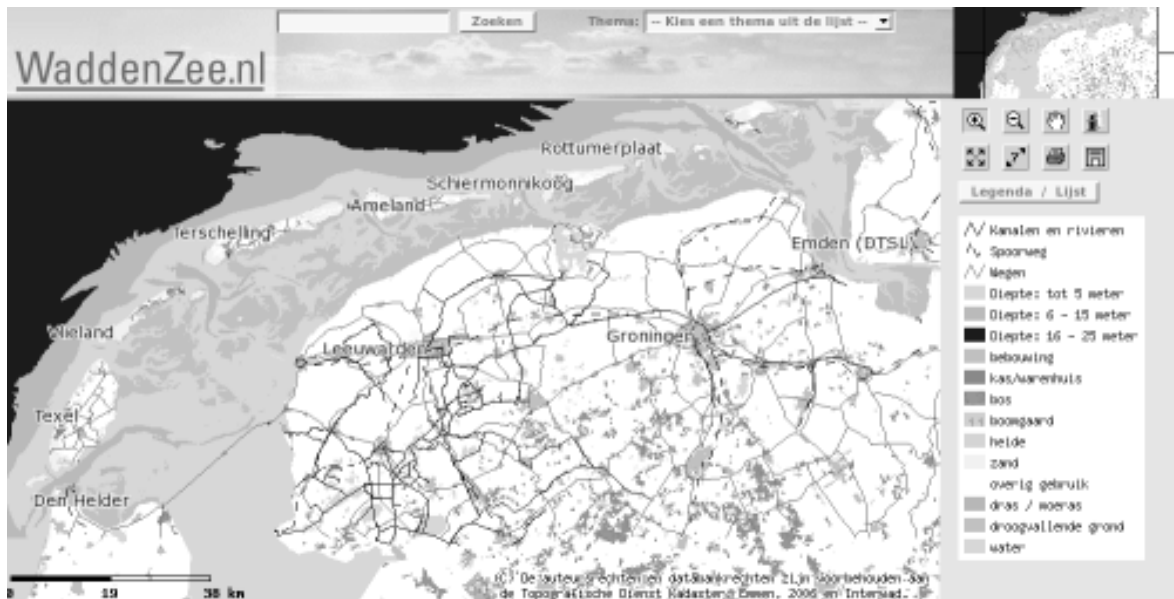 Zoeken
Thema:
-- Kies een thema uit de lijst --
WaddenZee.nl
Rottumerplaat
Schiermonnikoog
Ameland
Terschelling
Emden (DTSL)
Vlieland
Leeuwarden
Groningen
Texel
Den Helder
0 19 38 km
(C) De auteursrechten en databankrechten zijn voorbehouden aan
de Topografische Dienst Kadaster, Emmen, 2006 en Interwad.
Legenda / Lijst
Kanalen en rivieren
Spoorweg
Wegen
Diepte: tot 5 meter
Diepte: 6 - 15 meter
Diepte: 16 - 25 meter
bebouwing
kas/warenhuis
bos
boomgaard
heide
zand
overig gebruik
dras / moeras
droogvallende grond
water